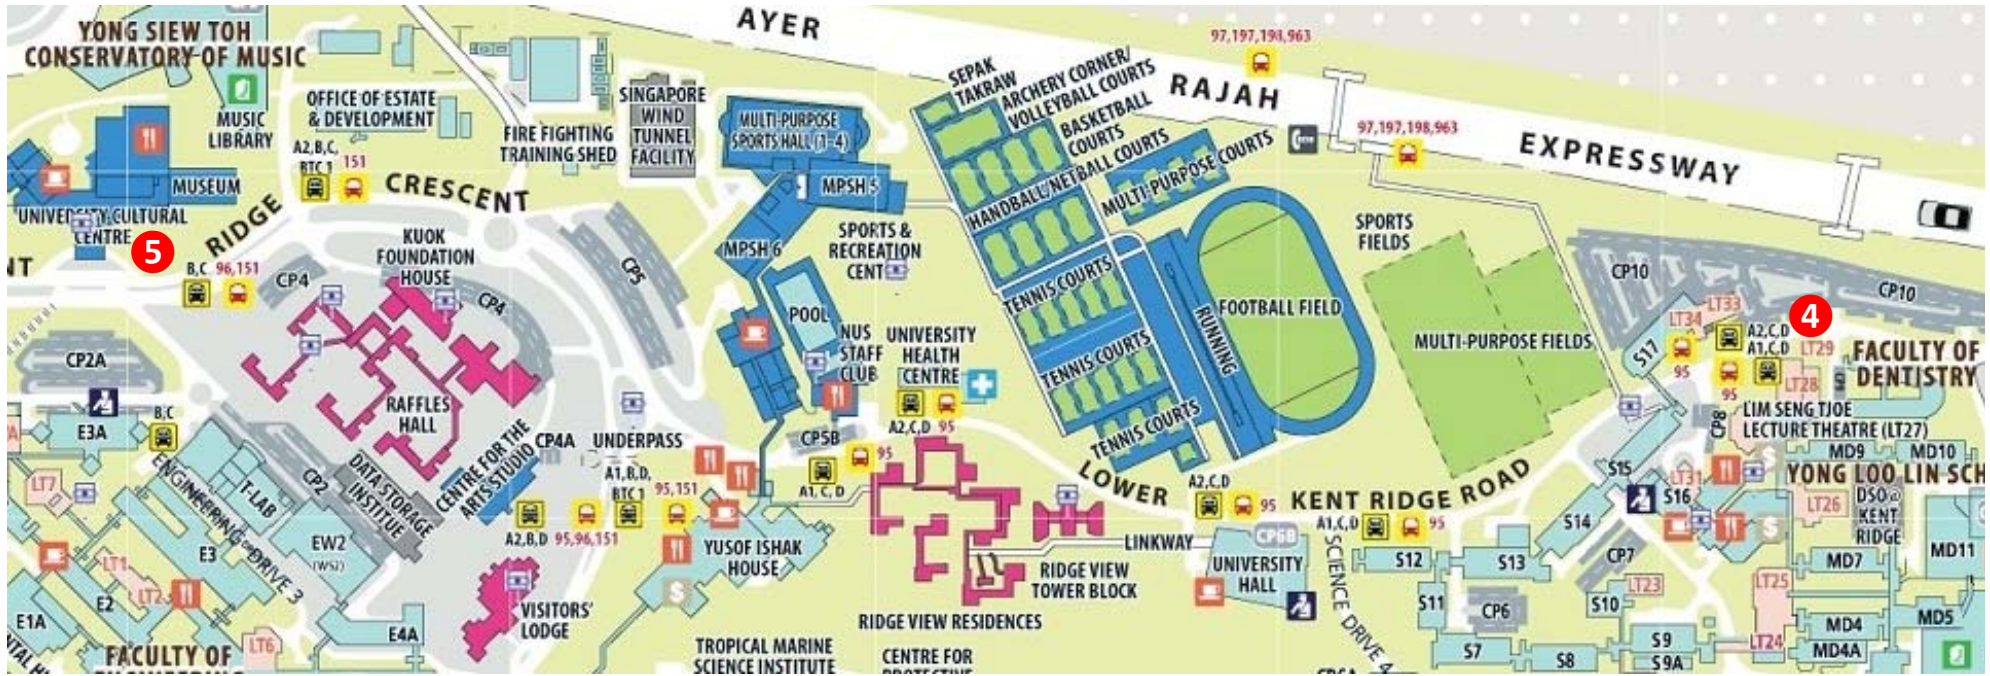 YONG SIEW TOH
CONSERVATORY OF MUSIC
MUSIC
LIBRARY
OFFICE OF ESTATE
& DEVELOPMENT
A2,B,C,
BTC 1
151
FIRE FIGHTING
TRAINING SHED
SINGAPORE
WIND
TUNNEL
FACILITY
MULTI-PURPOSE
SPORTS HALL (1-4)
MPSH 5
MPSH 6
AYER
RAJAH
EXPRESSWAY
97,197,198,963
97,197,198,963
SEPAK
TAKRAW
ARCHERY CORNER/
VOLLEYBALL COURTS
BASKETBALL
COURTS
HANDBALL/NETBALL COURTS
MULTI-PURPOSE COURTS
MUSEUM
UNIVERSITY CULTURAL
CENTRE
5
RIDGE
CRESCENT
NT
B,C
96,151
CP4
KUOK
FOUNDATION
HOUSE
CP4
CP5
SPORTS &
RECREATION
CENT
POOL
NUS
STAFF
CLUB
UNIVERSITY
HEALTH
CENTRE
A2,C,D 95
TENNIS COURTS
TENNIS COURTS
TENNIS COURTS
RUNNING
FOOTBALL FIELD
SPORTS
FIELDS
MULTI-PURPOSE FIELDS
CP10
CP10
LT33
LT34
S17
95
4
A2,C,D
A1,C,D
95
LT29
LT28
FACULTY OF
DENTISTRY
LIM SENG TJOE
LECTURE THEATRE (LT27)
CP8
MD9
MD10
YONG LOO LIN SCH
CP2A
E3A
B,C
LT7
ENGINEERING DRIVE 3
T-LAB
CP2
RAFFLES
HALL
DATA STORAGE
INSTITUE
CENTRE FOR THE
ARTS STUDIO
CP4A
UNDERPASS
A1,B,D,
BTC 1
95,151
A2,B,D
95,96,151
CP5B
95
A1, C, D
YUSOF ISHAK
HOUSE
LOWER
KENT RIDGE ROAD
A2,C,D
95
A1,C,D
95
LINKWAY
CP6B
UNIVERSITY
HALL
RIDGE VIEW
TOWER BLOCK
RIDGE VIEW RESIDENCES
SCIENCE DRIVE 4
S15
LT31
S16
S14
S12
S13
S11
CP6
CP7
S10
LT23
LT25
LT26
DSO @
KENT
RIDGE
MD11
MD7
MD5
MD4
MD4A
LT24
S7
S8
S9
S9A
E3
EW2
(WS2)
E4A
LT1
LT2
E2
E1A
LT6
FACULTY OF
VISITORS'
LODGE
TROPICAL MARINE
SCIENCE INSTITUTE
CENTRE FOR